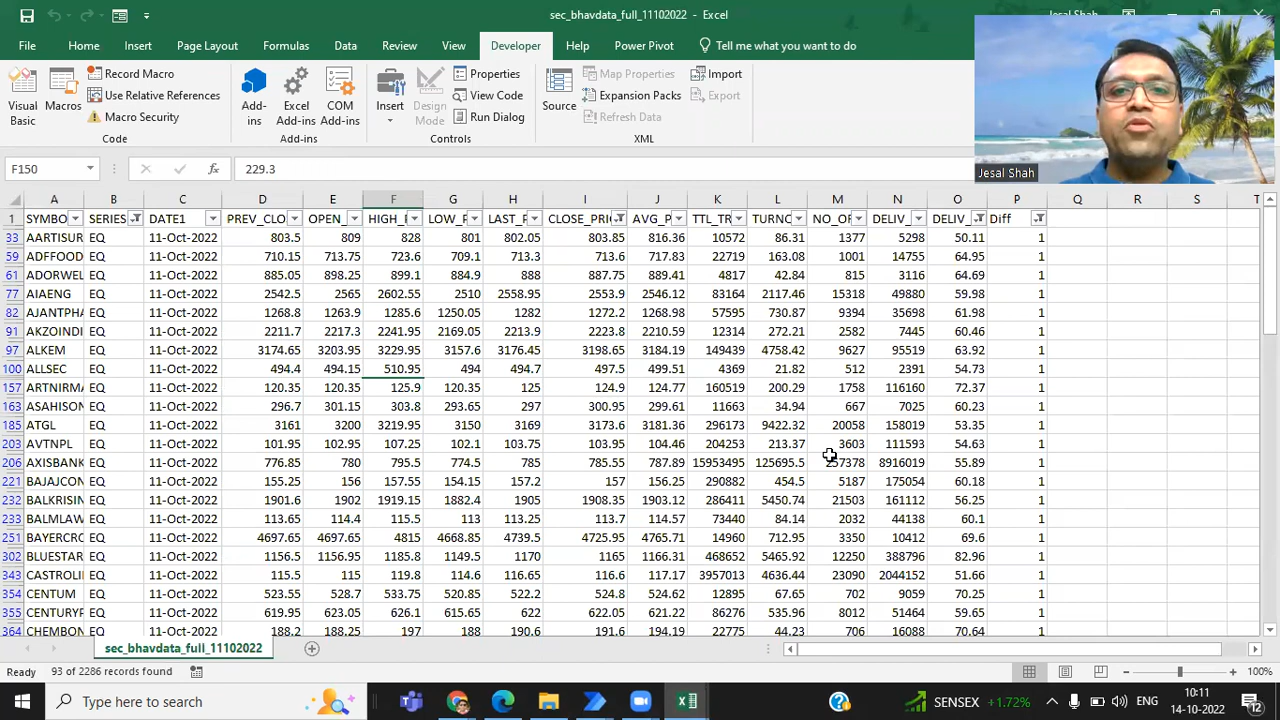 sec_bhavdata_full_11102022 - Excel
Jesal Shah
File Home Insert Page Layout Formulas Data Review View Developer Help Power Pivot Tell me what you want to do
Visual Basic
Macros
Record Macro
Use Relative References
Macro Security
Code
Add-ins
Excel Add-ins
COM Add-ins
Add-ins
Insert
Design Mode
Properties
View Code
Run Dialog
Controls
Source
Map Properties
Expansion Packs
Refresh Data
Import
Export
XML
Jesal Shah
F150 fx 229.3
A B C D E F G H I J K L M N O P Q R S T
1 SYMBO SERIES DATE1 PREV_CLO OPEN_ HIGH_ LOW_P LAST_P CLOSE_PRI AVG_P TTL_TR TURNO NO_OF DELIV_ DELIV_ Diff
33 AARTISUR EQ 11-Oct-2022 803.5 809 828 801 802.05 803.85 816.36 10572 86.31 1377 5298 50.11 1
59 ADFFOOD EQ 11-Oct-2022 710.15 713.75 723.6 709.1 713.3 713.6 717.83 22719 163.08 1001 14755 64.95 1
61 ADORWEL EQ 11-Oct-2022 885.05 898.25 899.1 884.9 888 887.75 889.41 4817 42.84 815 3116 64.69 1
77 AIAENG EQ 11-Oct-2022 2542.5 2565 2602.55 2510 2558.95 2553.9 2546.12 83164 2117.46 15318 49880 59.98 1
82 AJANTPHA EQ 11-Oct-2022 1268.8 1263.9 1285.6 1250.05 1282 1272.2 1268.98 57595 730.87 9394 35698 61.98 1
91 AKZOINDI EQ 11-Oct-2022 2211.7 2217.3 2241.95 2169.05 2213.9 2223.8 2210.59 12314 272.21 2582 7445 60.46 1
97 ALKEM EQ 11-Oct-2022 3174.65 3203.95 3229.95 3157.6 3176.45 3198.65 3184.19 149439 4758.42 9627 95519 63.92 1
100 ALLSEC EQ 11-Oct-2022 494.4 494.15 510.95 494 494.7 497.5 499.51 4369 21.82 512 2391 54.73 1
157 ARTNIRMA EQ 11-Oct-2022 120.35 120.35 125.9 120.35 125 124.9 124.77 160519 200.29 1758 116160 72.37 1
163 ASAHISON EQ 11-Oct-2022 296.7 301.15 303.8 293.65 297 300.95 299.61 11663 34.94 667 7025 60.23 1
185 ATGL EQ 11-Oct-2022 3161 3200 3219.95 3150 3169 3173.6 3181.36 296173 9422.32 20058 158019 53.35 1
203 AVTNPL EQ 11-Oct-2022 101.95 102.95 107.25 102.1 103.75 103.95 104.46 204253 213.37 3603 111593 54.63 1
206 AXISBANK EQ 11-Oct-2022 776.85 780 795.5 774.5 785 785.55 787.89 15953495 125695.5 257378 8916019 55.89 1
221 BAJAJCON EQ 11-Oct-2022 155.25 156 157.55 154.15 157.2 157 156.25 290882 454.5 5187 175054 60.18 1
232 BALKRISIN EQ 11-Oct-2022 1901.6 1902 1919.15 1882.4 1905 1908.35 1903.12 286411 5450.74 21503 161112 56.25 1
233 BALMLAW EQ 11-Oct-2022 113.65 114.4 115.5 113 113.25 113.7 114.57 73440 84.14 2032 44138 60.1 1
251 BAYERCRO EQ 11-Oct-2022 4697.65 4697.65 4815 4668.85 4739.5 4725.95 4765.71 14960 712.95 3350 10412 69.6 1
302 BLUESTAR EQ 11-Oct-2022 1156.5 1156.95 1185.8 1149.5 1170 1165 1166.31 468652 5465.92 12250 388796 82.96 1
343 CASTROLI EQ 11-Oct-2022 115.5 115 119.8 114.6 116.65 116.6 117.17 3957013 4636.44 23090 2044152 51.66 1
354 CENTUM EQ 11-Oct-2022 523.55 528.7 533.75 520.85 522.2 524.8 524.62 12895 67.65 702 9059 70.25 1
355 CENTURYP EQ 11-Oct-2022 619.95 623.05 626.1 615.65 622 622.05 621.22 86276 535.96 8012 51464 59.65 1
364 CHEMBON EQ 11-Oct-2022 188.2 188.25 197 188 190.6 191.6 194.19 22775 44.23 706 16088 70.64 1
sec_bhavdata_full_11102022
Ready 93 of 2286 records found 100%
Type here to search SENSEX +1.72% ENG 10:11
14-10-2022 12